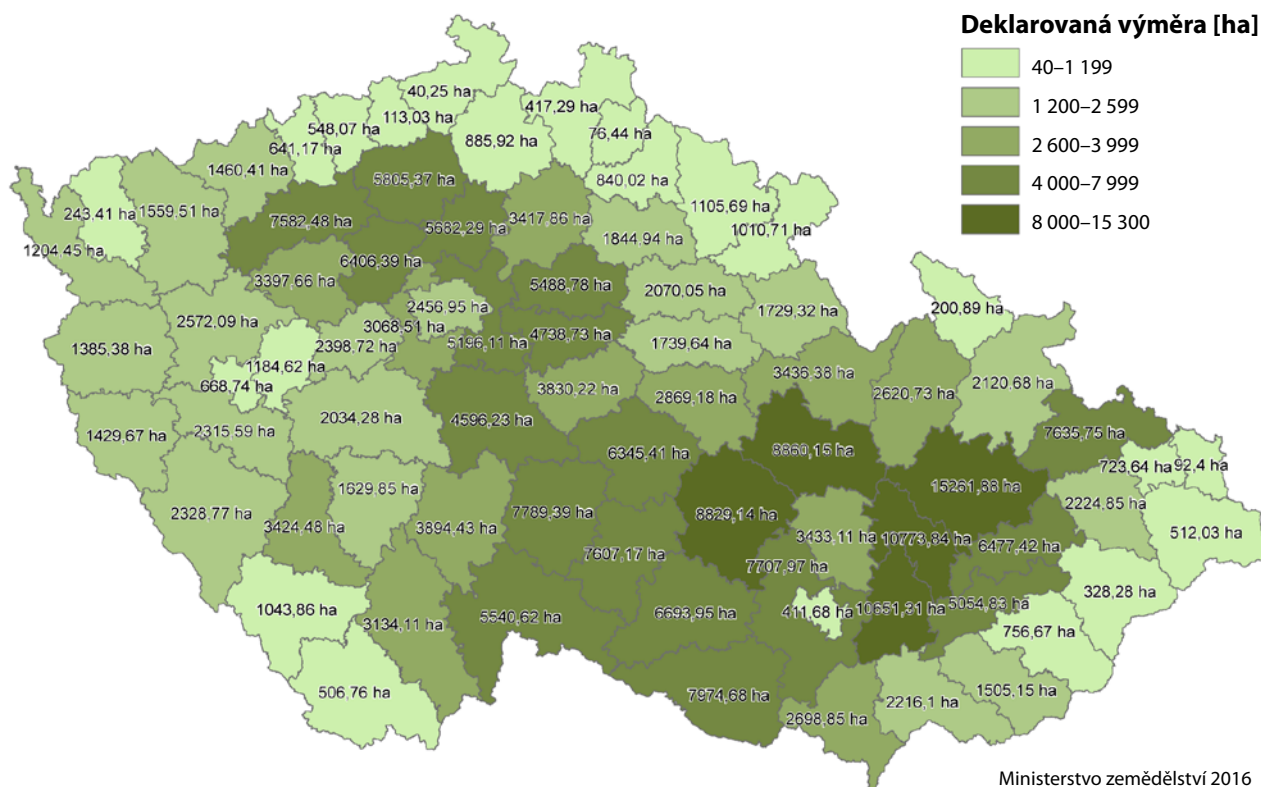 Deklarovaná výměra [ha]
40–1 199
1 200–2 599
2 600–3 999
4 000–7 999
8 000–15 300
40,25 ha
417,29 ha
113,03 ha
548,07 ha
76,44 ha
885,92 ha
641,17 ha
1460,41 ha
5805,37 ha
840,02 ha
243,41 ha
1559,51 ha
1105,69 ha
7582,48 ha
3417,86 ha
5682,29 ha
1010,71 ha
1844,94 ha
1204,45 ha
6406,39 ha
3397,66 ha
5488,78 ha
2070,05 ha
2456,95 ha
200,89 ha
1729,32 ha
2572,09 ha
3068,51 ha
4738,73 ha
5196,11 ha
1739,64 ha
2398,72 ha
1385,38 ha
1184,62 ha
3436,38 ha
668,74 ha
2120,68 ha
3830,22 ha
2620,73 ha
2869,18 ha
2034,28 ha
4596,23 ha
2315,59 ha
1429,67 ha
7635,75 ha
6345,41 ha
8860,15 ha
723,64 ha
92,4 ha
15261,88 ha
1629,85 ha
2224,85 ha
2328,77 ha
7789,39 ha
8829,14 ha
3424,48 ha
3894,43 ha
512,03 ha
3433,11 ha
10773,84 ha
6477,42 ha
7607,17 ha
7707,97 ha
328,28 ha
1043,86 ha
5054,83 ha
10651,31 ha
411,68 ha
6693,95 ha
5540,62 ha
3134,11 ha
756,67 ha
506,76 ha
1505,15 ha
7974,68 ha
2216,1 ha
2698,85 ha
Ministerstvo zemědělství 2016